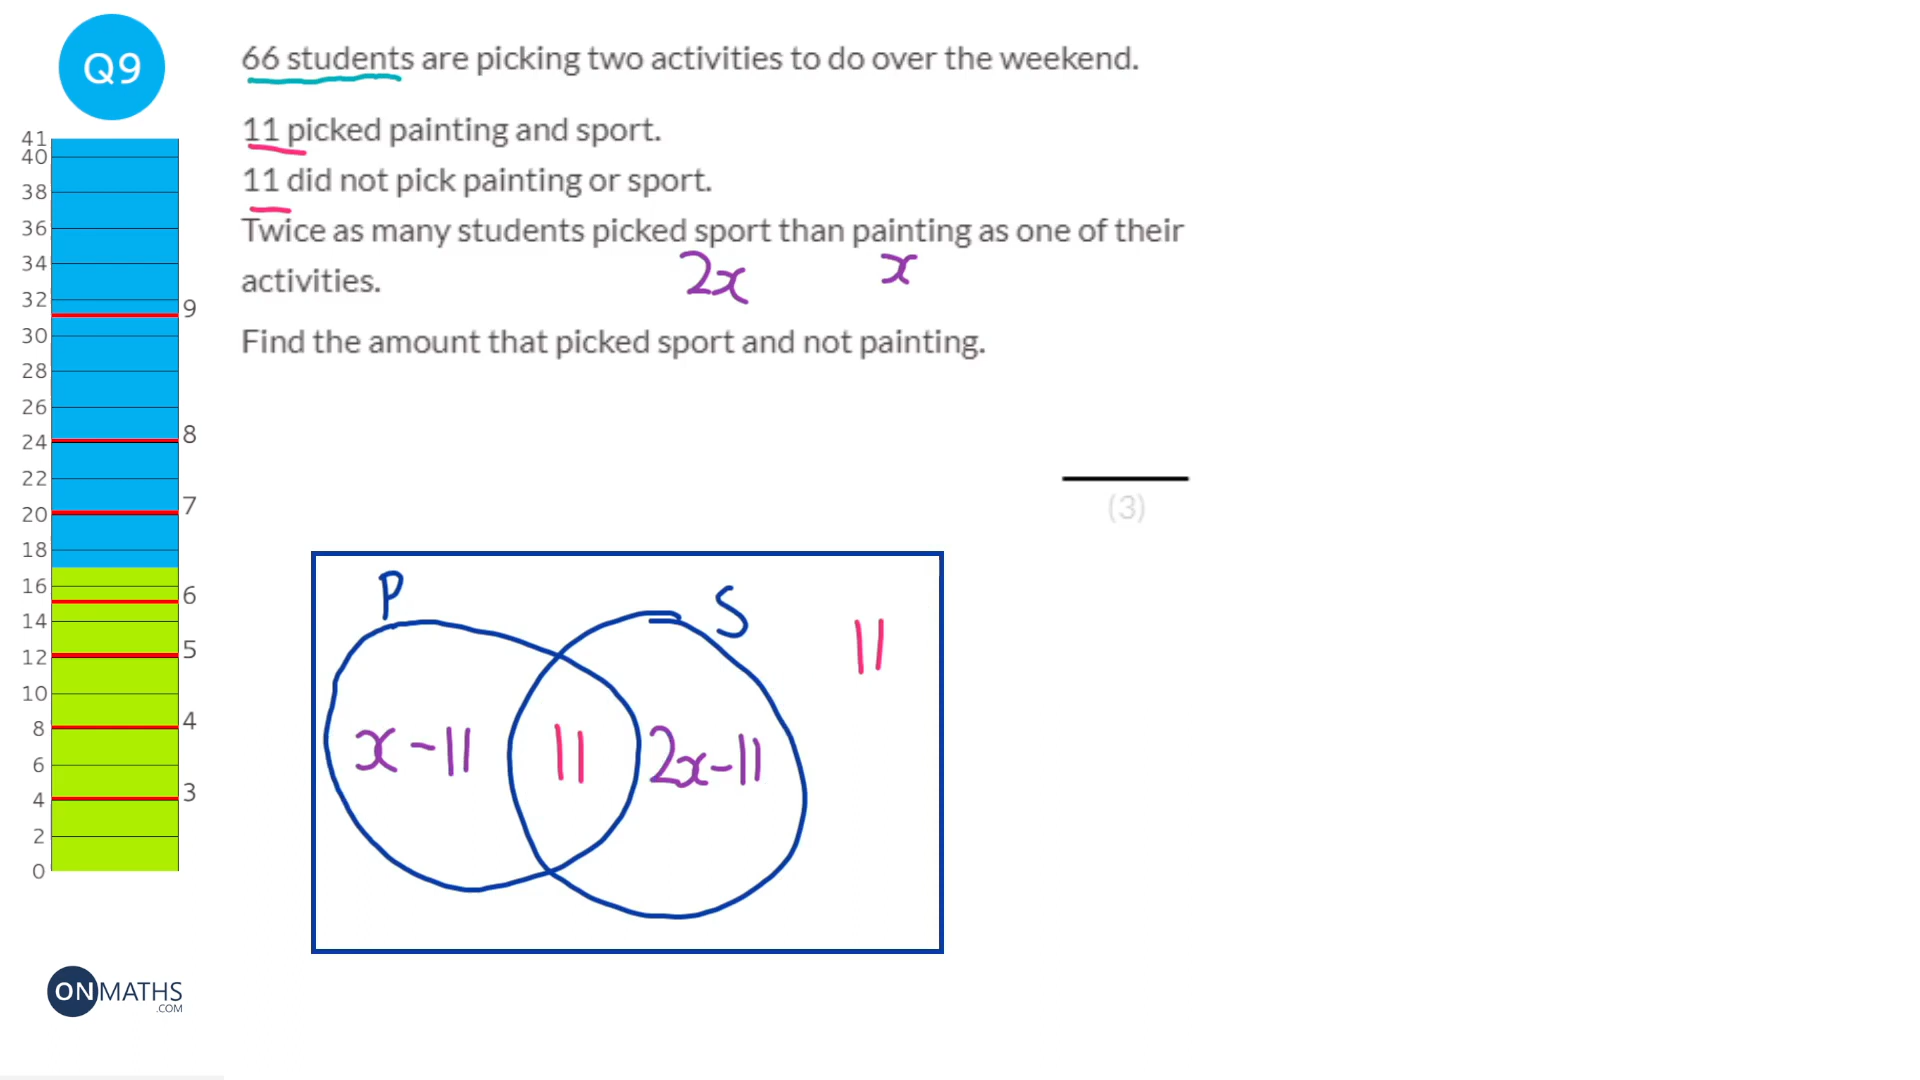 Q9
66 students are picking two activities to do over the weekend.
11 picked painting and sport.
11 did not pick painting or sport.
Twice as many students picked sport than painting as one of their
activities.
2x x
Find the amount that picked sport and not painting.
(3)
41
40
38
36
34
32
9
30
28
26
8
24
22
7
20
18
16
6
14
5
12
10
4
8
6
3
4
2
0
P
S
11
x-11
11
2x-11
ONMATHS
.COM